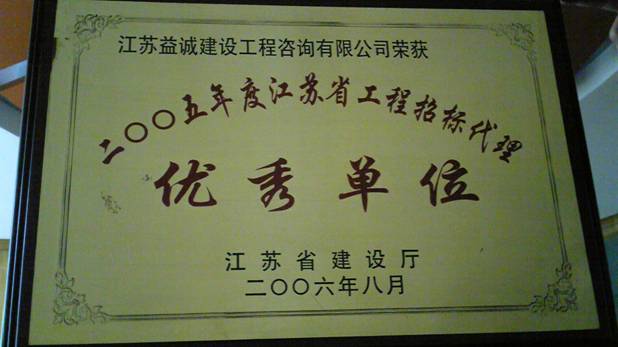 江苏益诚建设工程咨询有限公司荣获
二〇〇五年度江苏省工程招标代理
优秀单位
江苏省建设厅
二〇〇六年八月